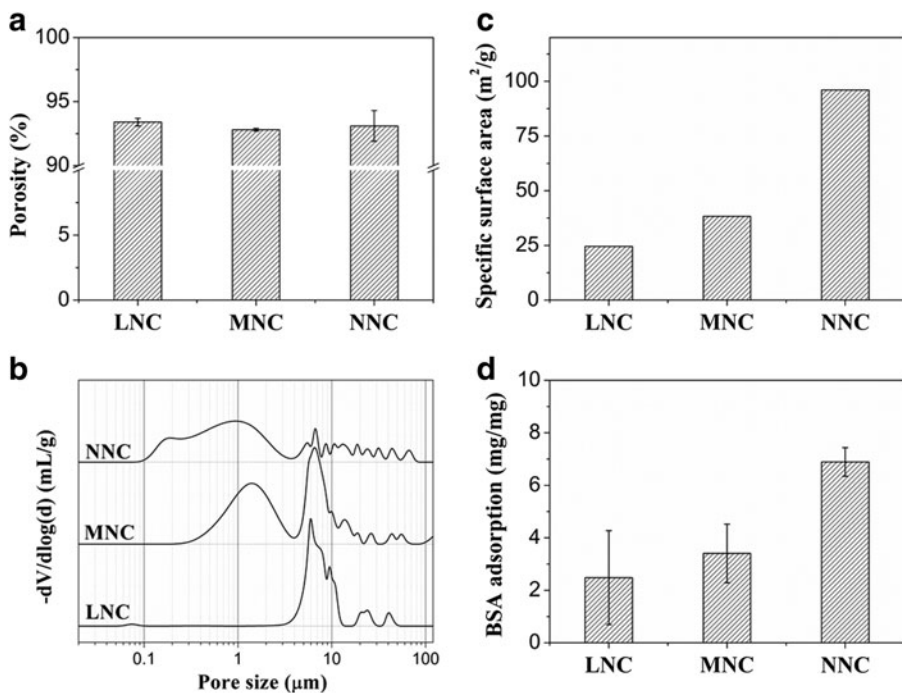 a
100
95
90
5
0
Porosity (%)
LNC MNC NNC
b
-dV/dlog(d) (mL/g)
NNC
MNC
LNC
0.1 1 10 100
Pore size (μm)
c
100
75
50
25
0
Specific surface area (m²/g)
LNC MNC NNC
d
10
8
6
4
2
0
BSA adsorption (mg/mg)
LNC MNC NNC